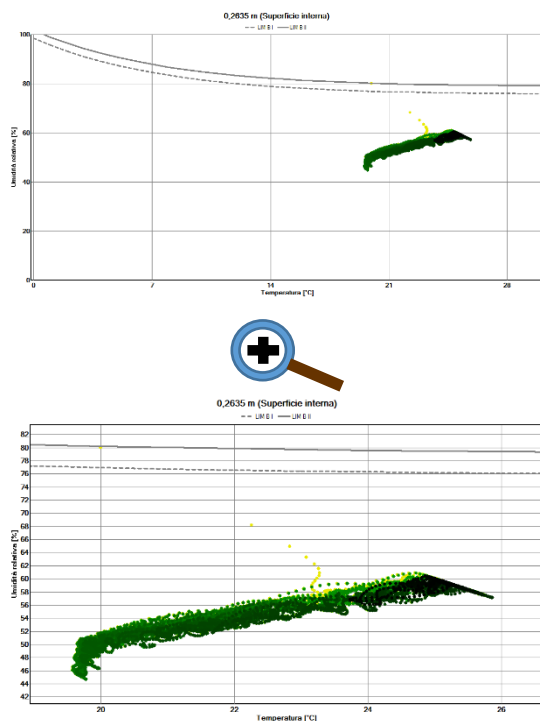 0,2635 m (Superficie interna)
LIM B I LIM B II
100
80
60
40
20
0
Umidità relativa [%]
0 7 14 21 28
Temperatura [°C]
0,2635 m (Superficie interna)
LIM B I LIM B II
82
80
78
76
74
72
70
68
66
64
62
60
58
56
54
52
50
48
46
44
42
Umidità relativa [%]
20 22 24 26
Temperatura [°C]